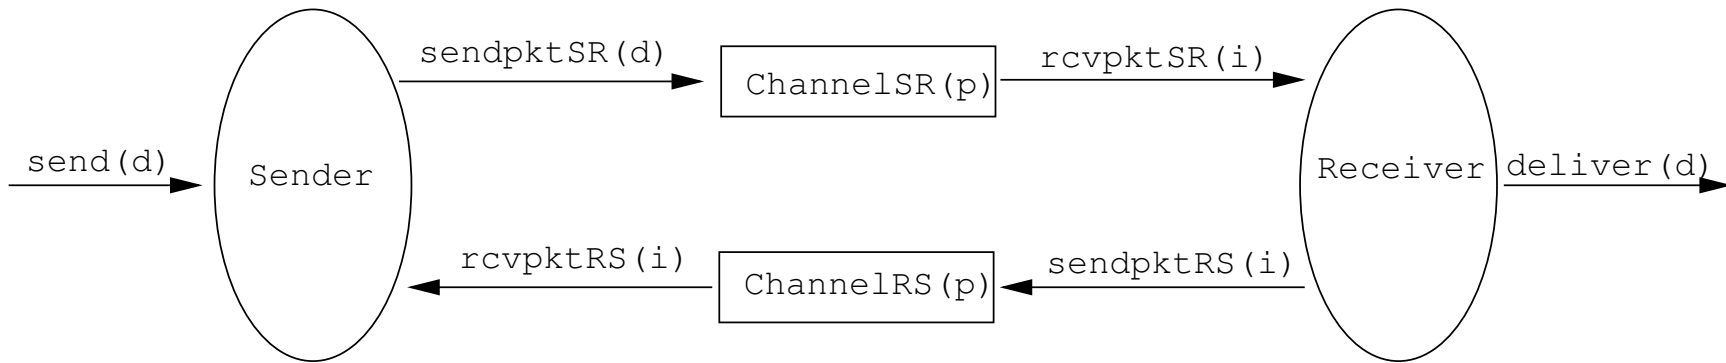 sendpktSR(d)
ChannelSR(p)
rcvpktSR(i)
send(d)
Sender
Receiver
deliver(d)
rcvpktRS(i)
ChannelRS(p)
sendpktRS(i)